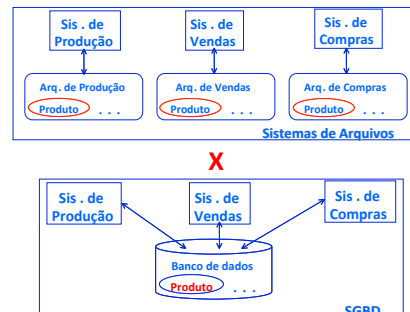 Sis . de Produção
Sis . de Vendas
Sis . de Compras
Arq. de Produção
Arq . de Vendas
Arq . de Compras
Produto . . .
Produto . . .
Produto . . .
Sistemas de Arquivos
X
Sis . de Produção
Sis . de Vendas
Sis . de Compras
Banco de dados
Produto . . .
SGBD